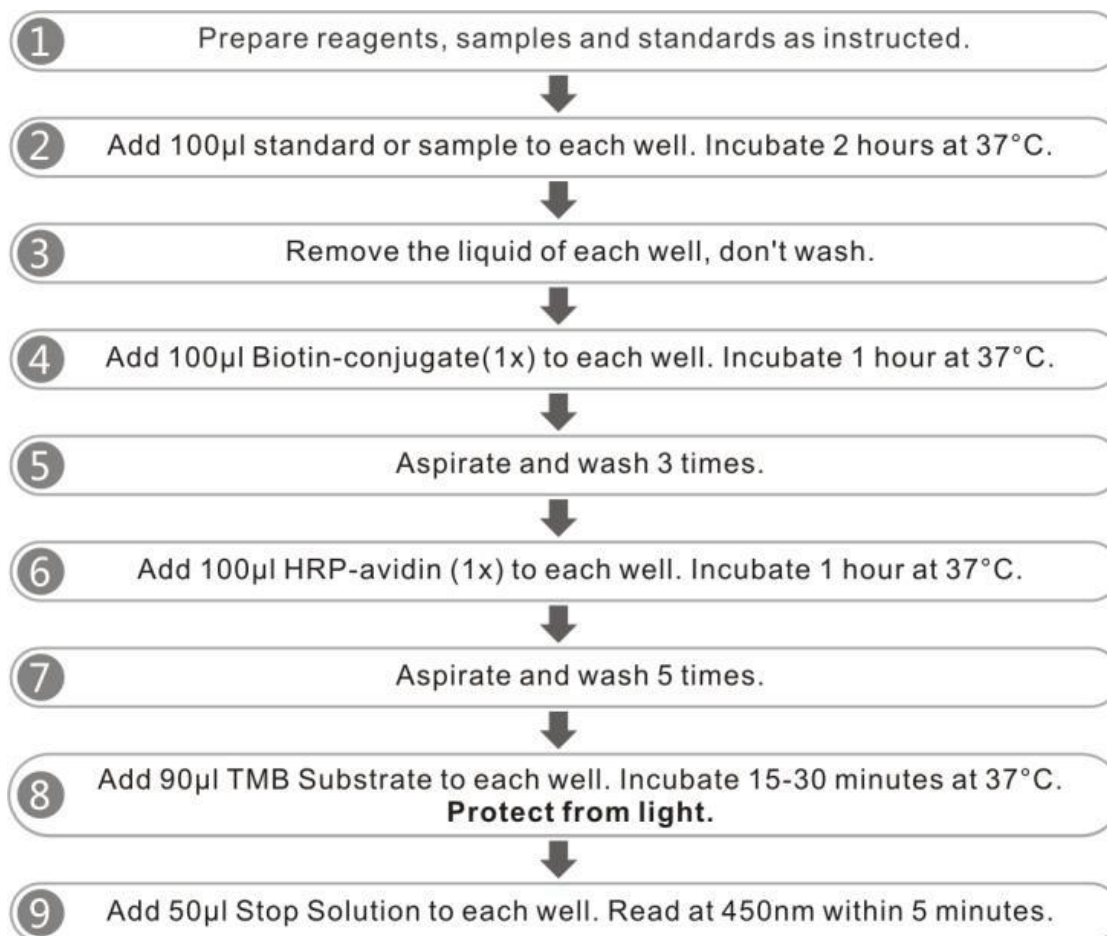 1 Prepare reagents, samples and standards as instructed.
2 Add 100µl standard or sample to each well. Incubate 2 hours at 37°C.
3 Remove the liquid of each well, don't wash.
4 Add 100µl Biotin-conjugate(1x) to each well. Incubate 1 hour at 37°C.
5 Aspirate and wash 3 times.
6 Add 100µl HRP-avidin (1x) to each well. Incubate 1 hour at 37°C.
7 Aspirate and wash 5 times.
8 Add 90µl TMB Substrate to each well. Incubate 15-30 minutes at 37°C.
Protect from light.
9 Add 50µl Stop Solution to each well. Read at 450nm within 5 minutes.